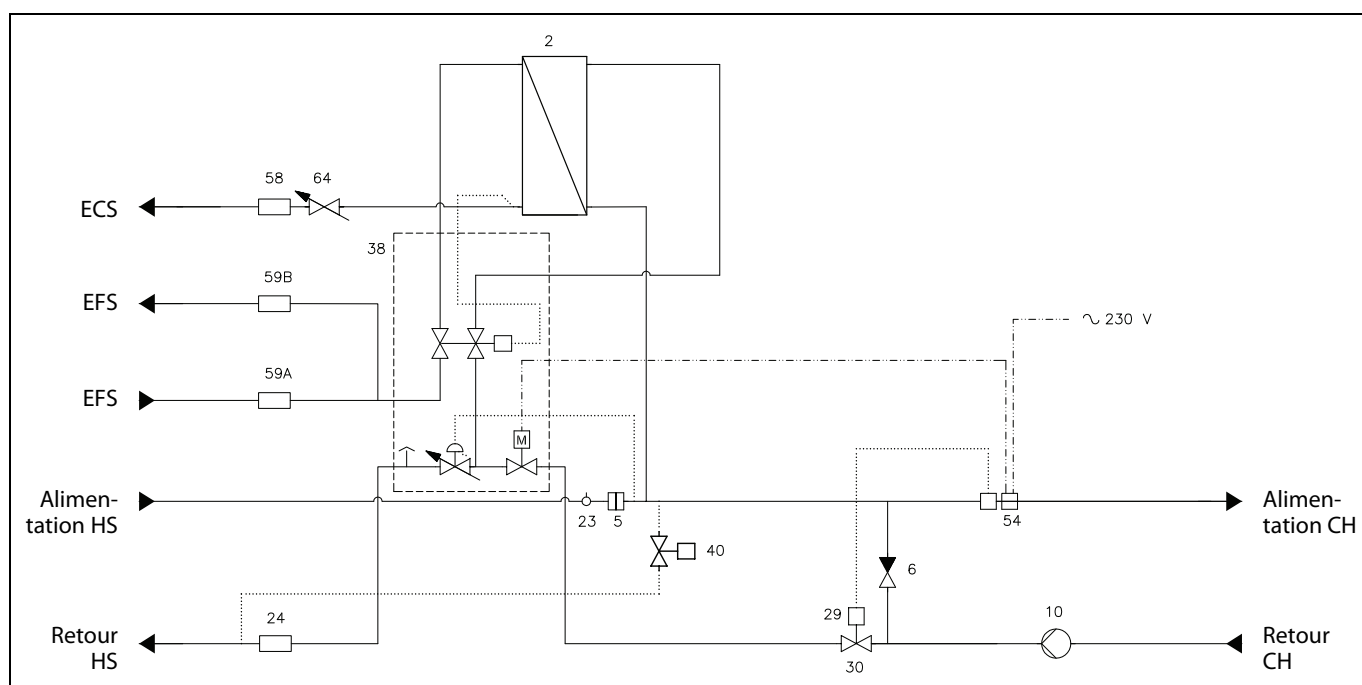 2
58
64
ECS
38
59B
EFS
~ 230 V
59A
EFS
M
Alimen-
tation HS
23
5
54
Alimen-
tation CH
40
6
24
29
10
Retour
HS
30
Retour
CH